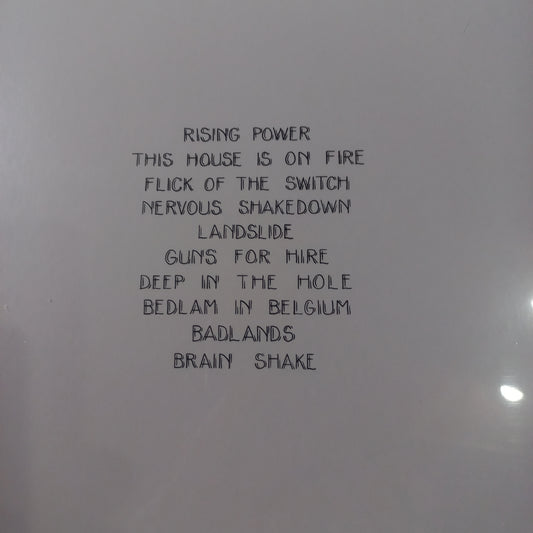 RISING POWER
THIS HOUSE IS ON FIRE
FLICK OF THE SWITCH
NERVOUS SHAKEDOWN
LANDSLIDE
GUNS FOR HIRE
DEEP IN THE HOLE
BEDLAM IN BELGIUM
BADLANDS
BRAIN SHAKE